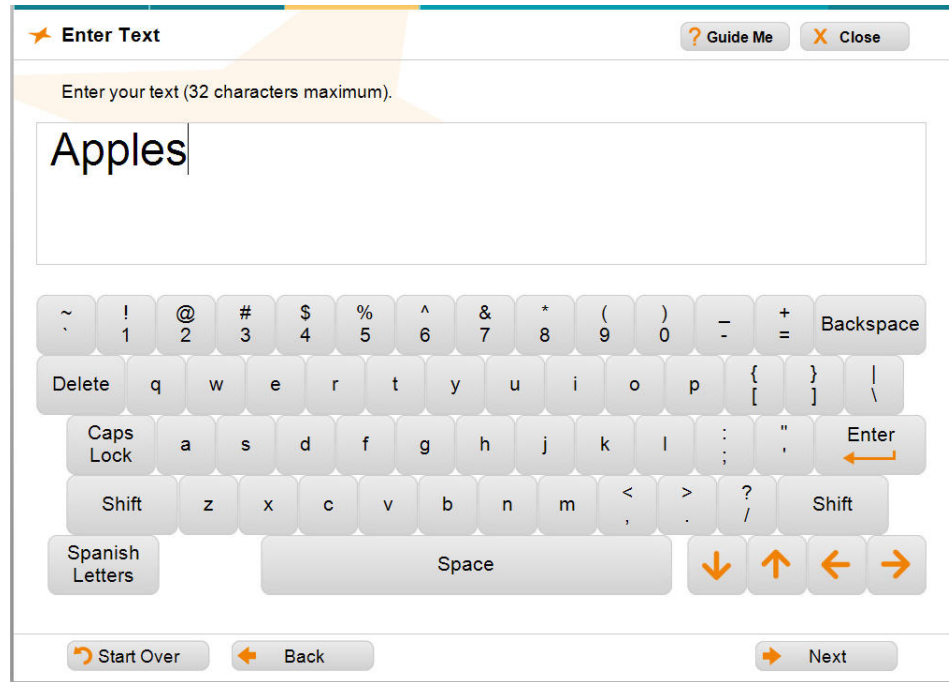 Enter Text
? Guide Me
X Close
Enter your text (32 characters maximum).
Apples
~ ! @ # $ % ^ & * ( ) _ +
` 1 2 3 4 5 6 7 8 9 0 - = Backspace
Delete q w e r t y u i o p { [ } ] | \
Caps Lock a s d f g h j k l : ; " ' Enter
Shift z x c v b n m < , > . ? / Shift
Spanish Letters Space
Start Over Back Next